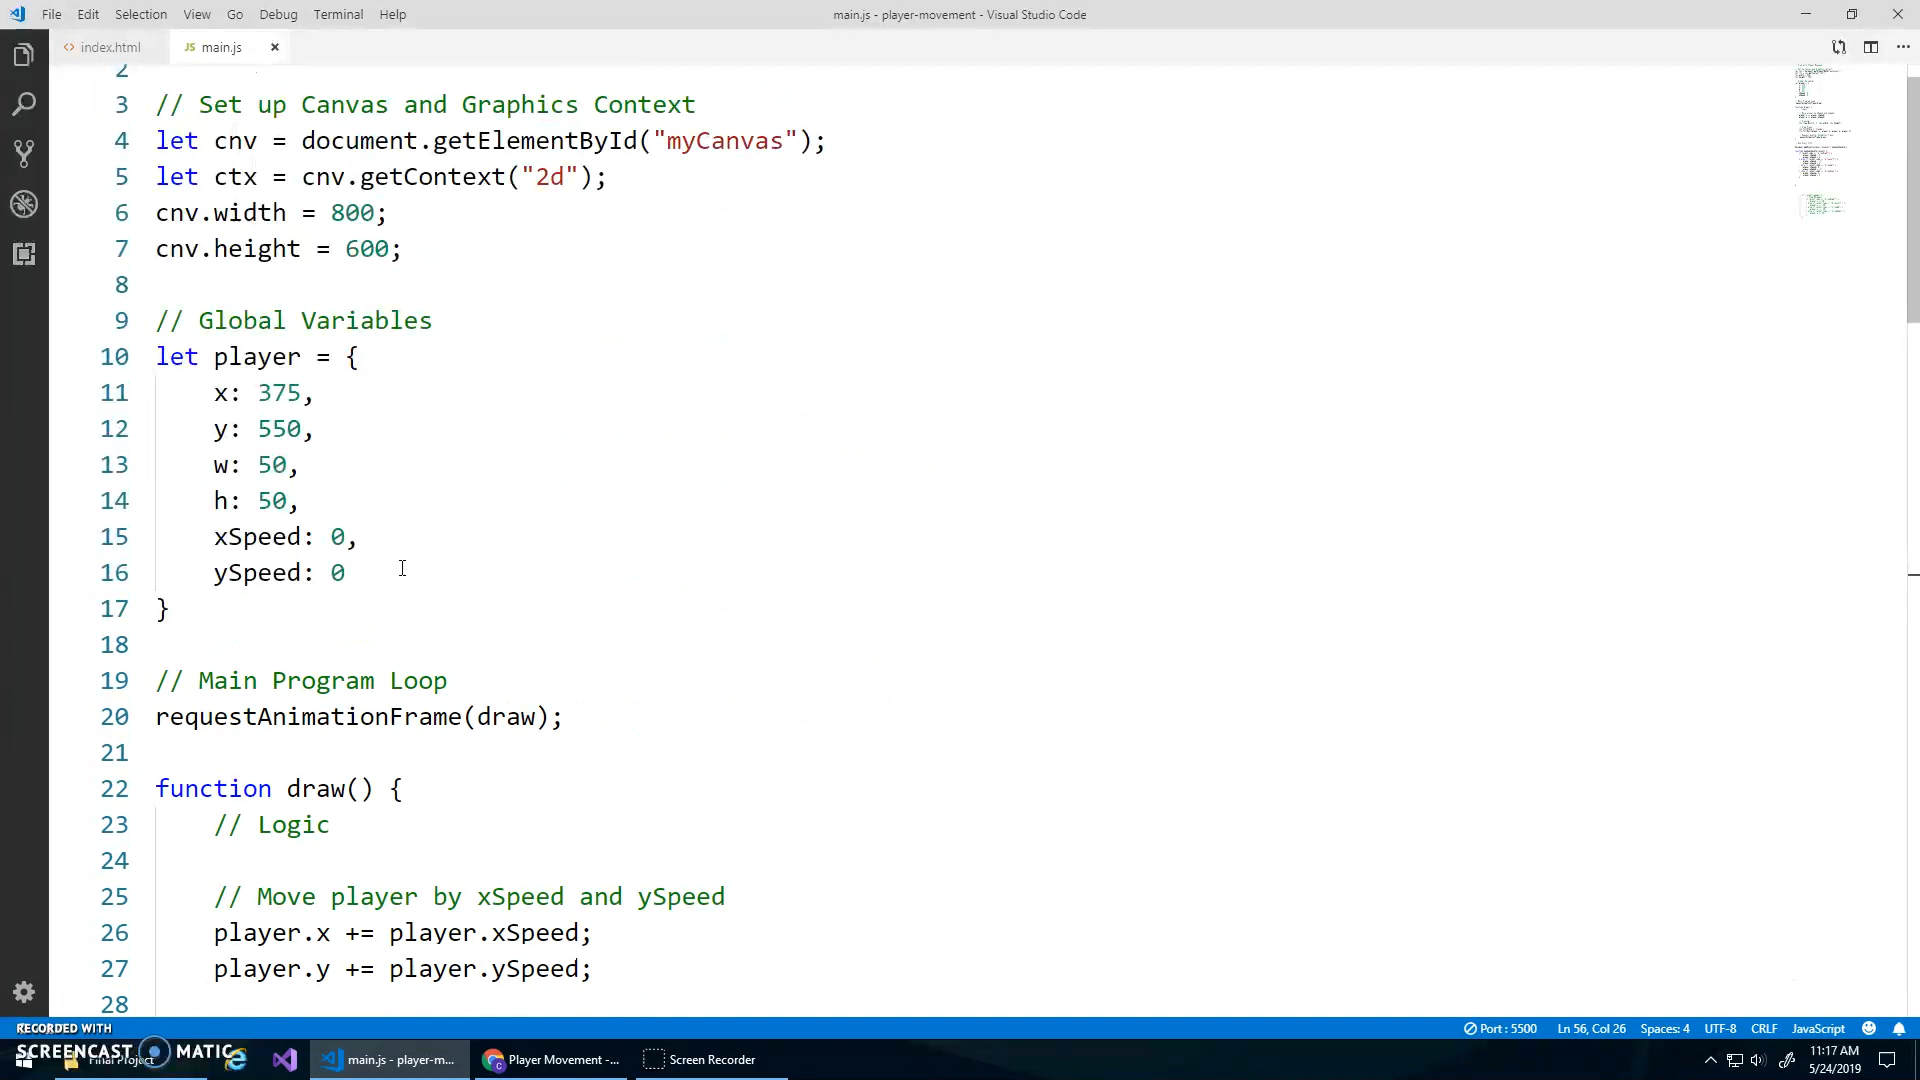 File Edit Selection View Go Debug Terminal Help
main.js - player-movement - Visual Studio Code
<> index.html
JS main.js ×
2
3 // Set up Canvas and Graphics Context
4 let cnv = document.getElementById("myCanvas");
5 let ctx = cnv.getContext("2d");
6 cnv.width = 800;
7 cnv.height = 600;
8
9 // Global Variables
10 let player = {
11 x: 375,
12 y: 550,
13 w: 50,
14 h: 50,
15 xSpeed: 0,
16 ySpeed: 0
17 }
18
19 // Main Program Loop
20 requestAnimationFrame(draw);
21
22 function draw() {
23 // Logic
24
25 // Move player by xSpeed and ySpeed
26 player.x += player.xSpeed;
27 player.y += player.ySpeed;
28
Port : 5500 Ln 56, Col 26 Spaces: 4 UTF-8 CRLF JavaScript
RECORDED WITH
SCREENCAST MATIC
Final Project
main.js - player-m...
Player Movement -...
Screen Recorder
11:17 AM
5/24/2019